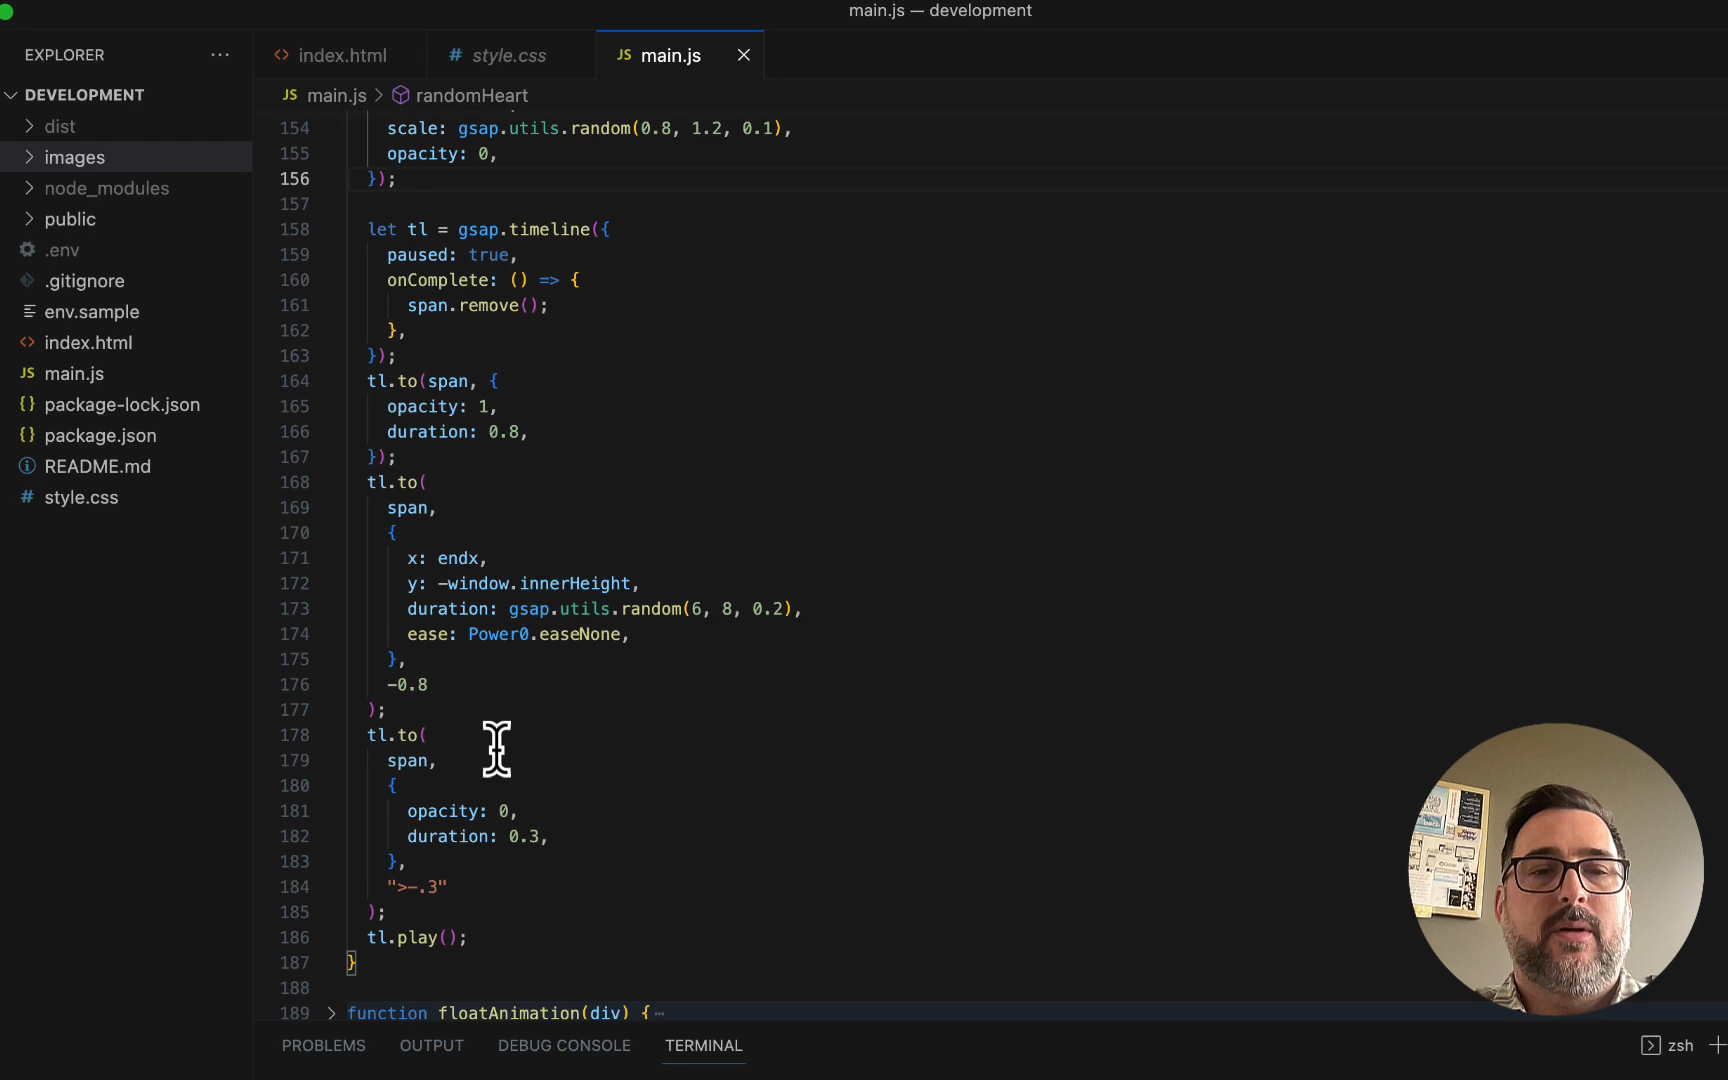 main.js — development
EXPLORER ···
index.html
# style.css
JS main.js ×
DEVELOPMENT
JS main.js > randomHeart
dist
images
node_modules
public
.env
.gitignore
env.sample
index.html
JS main.js
{} package-lock.json
{} package.json
README.md
# style.css
154 scale: gsap.utils.random(0.8, 1.2, 0.1),
155 opacity: 0,
156 });
157
158 let tl = gsap.timeline({
159 paused: true,
160 onComplete: () => {
161 span.remove();
162 },
163 });
164 tl.to(span, {
165 opacity: 1,
166 duration: 0.8,
167 });
168 tl.to(
169 span,
170 {
171 x: endx,
172 y: -window.innerHeight,
173 duration: gsap.utils.random(6, 8, 0.2),
174 ease: Power0.easeNone,
175 },
176 -0.8
177 );
178 tl.to(
179 span,
180 {
181 opacity: 0,
182 duration: 0.3,
183 },
184 ">-.3"
185 );
186 tl.play();
187 }
188
189 function floatAnimation(div) {···
PROBLEMS OUTPUT DEBUG CONSOLE TERMINAL
zsh +